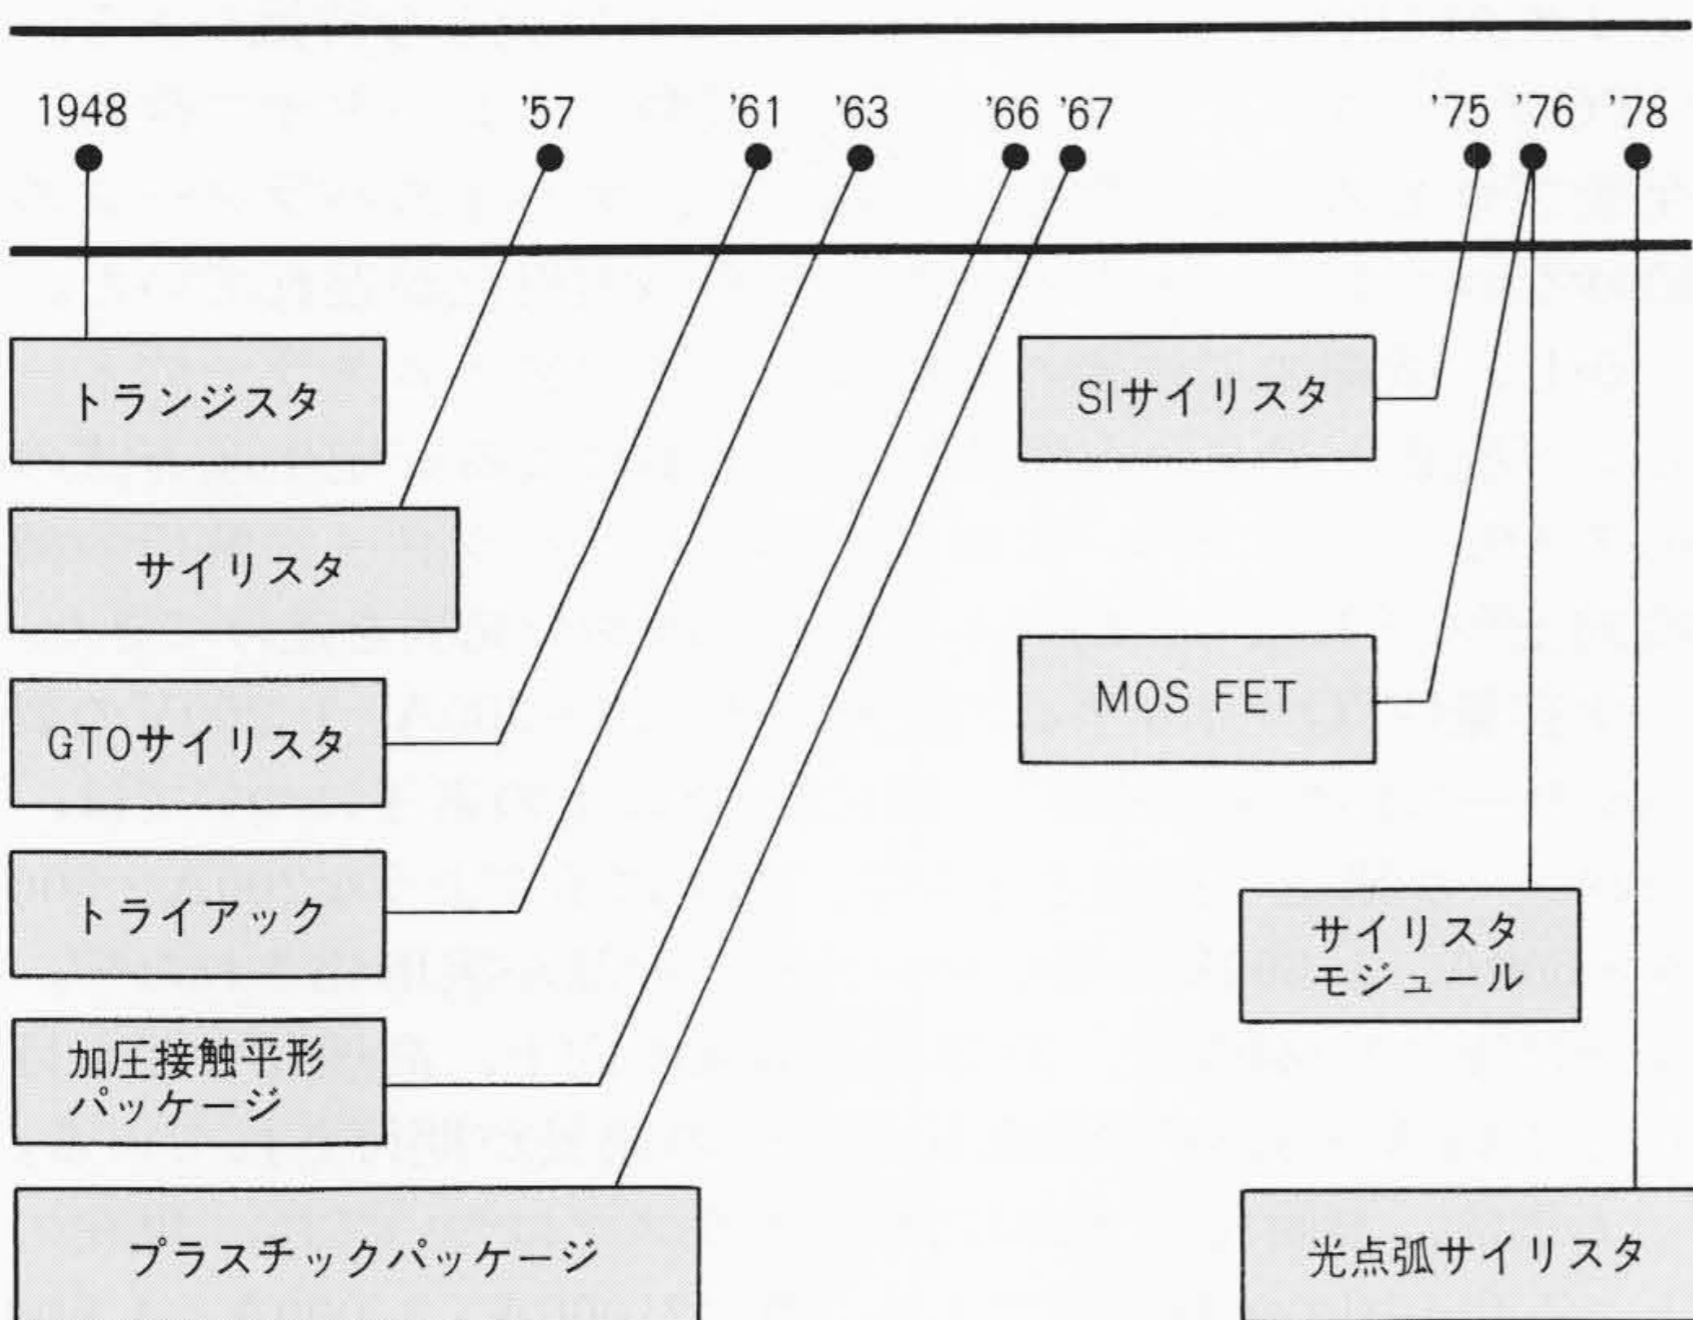 1948 '57 '61 '63 '66 '67 '75 '76 '78
トランジスタ
SIサイリスタ
サイリスタ
GTOサイリスタ
MOS FET
トライアック
サイリスタ
モジュール
加圧接触平形
パッケージ
プラスチックパッケージ
光点弧サイリスタ